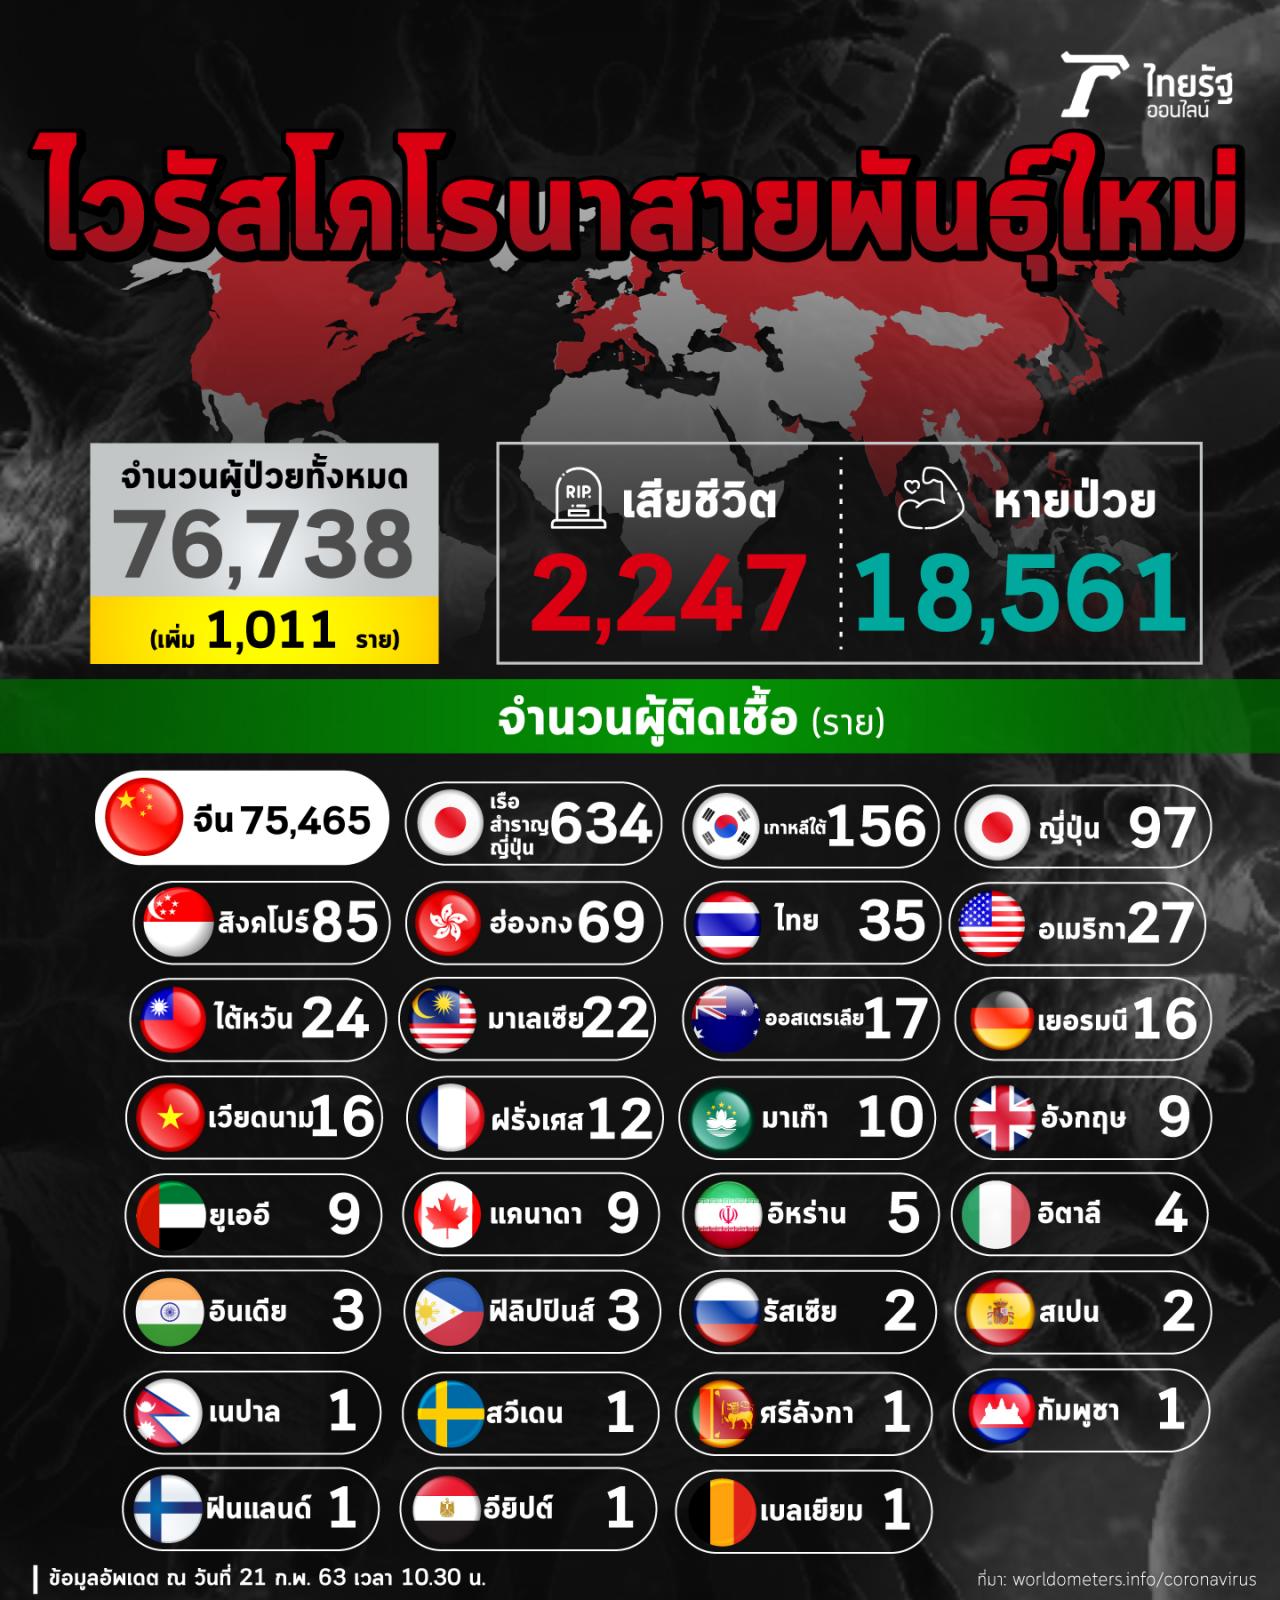 ไทยรัฐ
ออนไลน์
ไวรัสโคโรนาสายพันธุ์ใหม่
จำนวนผู้ป่วยทั้งหมด
76,738
(เพิ่ม 1,011 ราย)
RIP.
เสียชีวิต
2,247
หายป่วย
18,561
จำนวนผู้ติดเชื้อ (ราย)
จีน 75,465
เรือ
สำราญ
ญี่ปุ่น
634
เกาหลีใต้ 156
ญี่ปุ่น 97
สิงคโปร์ 85
ฮ่องกง 69
ไทย 35
อเมริกา 27
ไต้หวัน 24
มาเลเซีย 22
ออสเตรเลีย 17
เยอรมนี 16
เวียดนาม 16
ฝรั่งเศส 12
มาเก๊า 10
อังกฤษ 9
ยูเออี 9
แคนาดา 9
อิหร่าน 5
อิตาลี 4
อินเดีย 3
ฟิลิปปินส์ 3
รัสเซีย 2
สเปน 2
เนปาล 1
สวีเดน 1
ศรีลังกา 1
กัมพูชา 1
ฟินแลนด์ 1
อียิปต์ 1
เบลเยียม 1
ข้อมูลอัพเดต ณ วันที่ 21 ก.พ. 63 เวลา 10.30 น.
ที่มา: worldometers.info/coronavirus